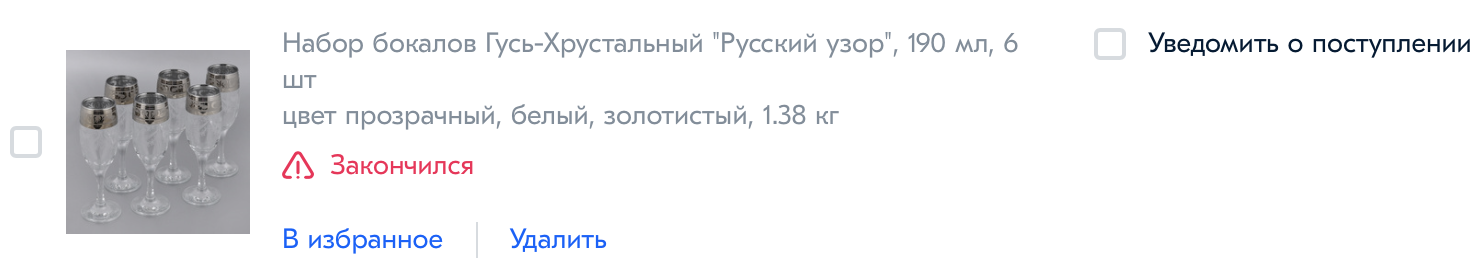 Набор бокалов Гусь-Хрустальный "Русский узор", 190 мл, 6
шт
цвет прозрачный, белый, золотистый, 1.38 кг
Закончился
В избранное
Удалить
Уведомить о поступлении